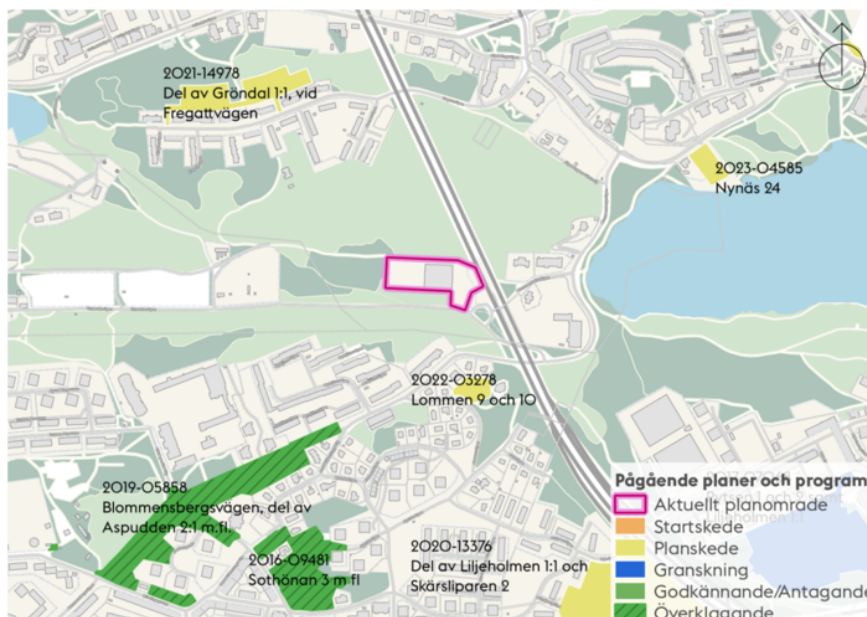 2021-14978
Del av Gröndal 1:1, vid
Fregattvägen
2023-04585
Nynäs 24
2022-03278
Lommen 9 och 10
2019-05858
Blommensbergsvägen, del av
Aspudden 2:1 m.fl.
2016-09481
Sothönan 3 m fl
2020-13376
Del av Liljeholmen 1:1 och
Skärsliparen 2
Pågående planer och program
Aktuellt planområde
Startskede
Planskede
Granskning
Godkännande/Antagande
Överklagande